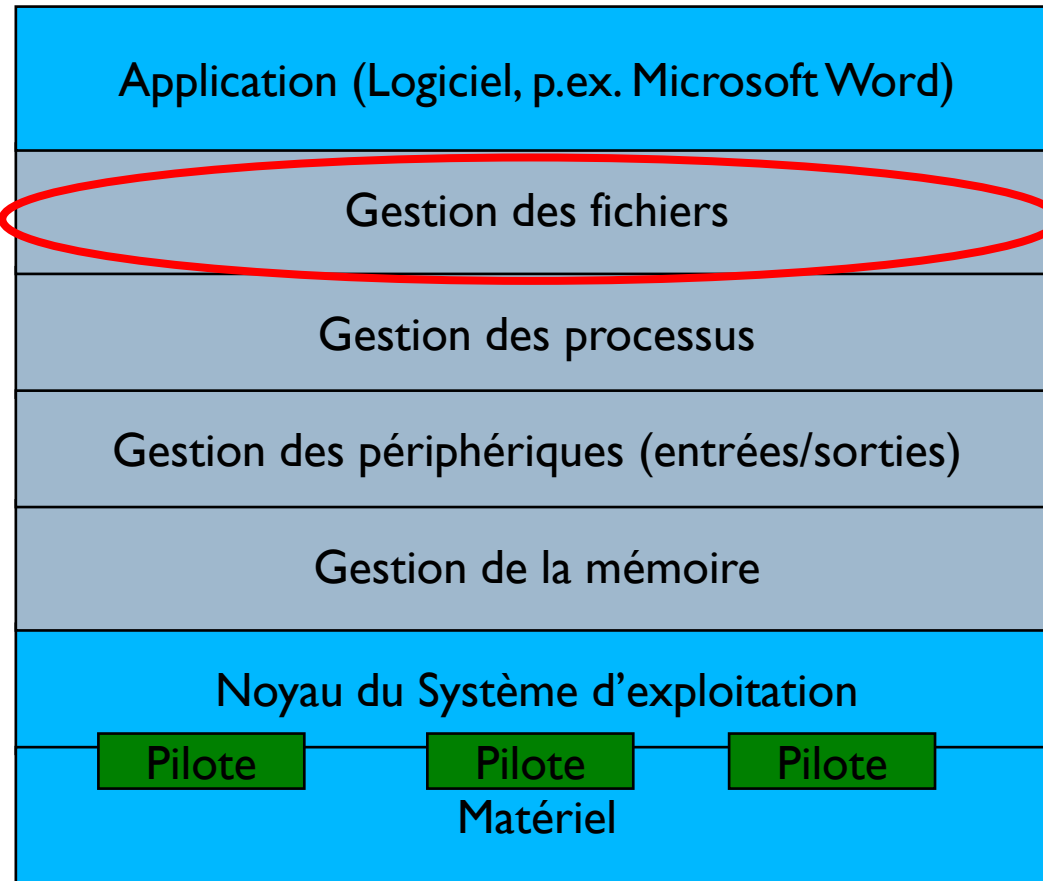 Application (Logiciel, p.ex. Microsoft Word)
Gestion des fichiers
Gestion des processus
Gestion des périphériques (entrées/sorties)
Gestion de la mémoire
Noyau du Système d’exploitation
Pilote Pilote Pilote
Matériel